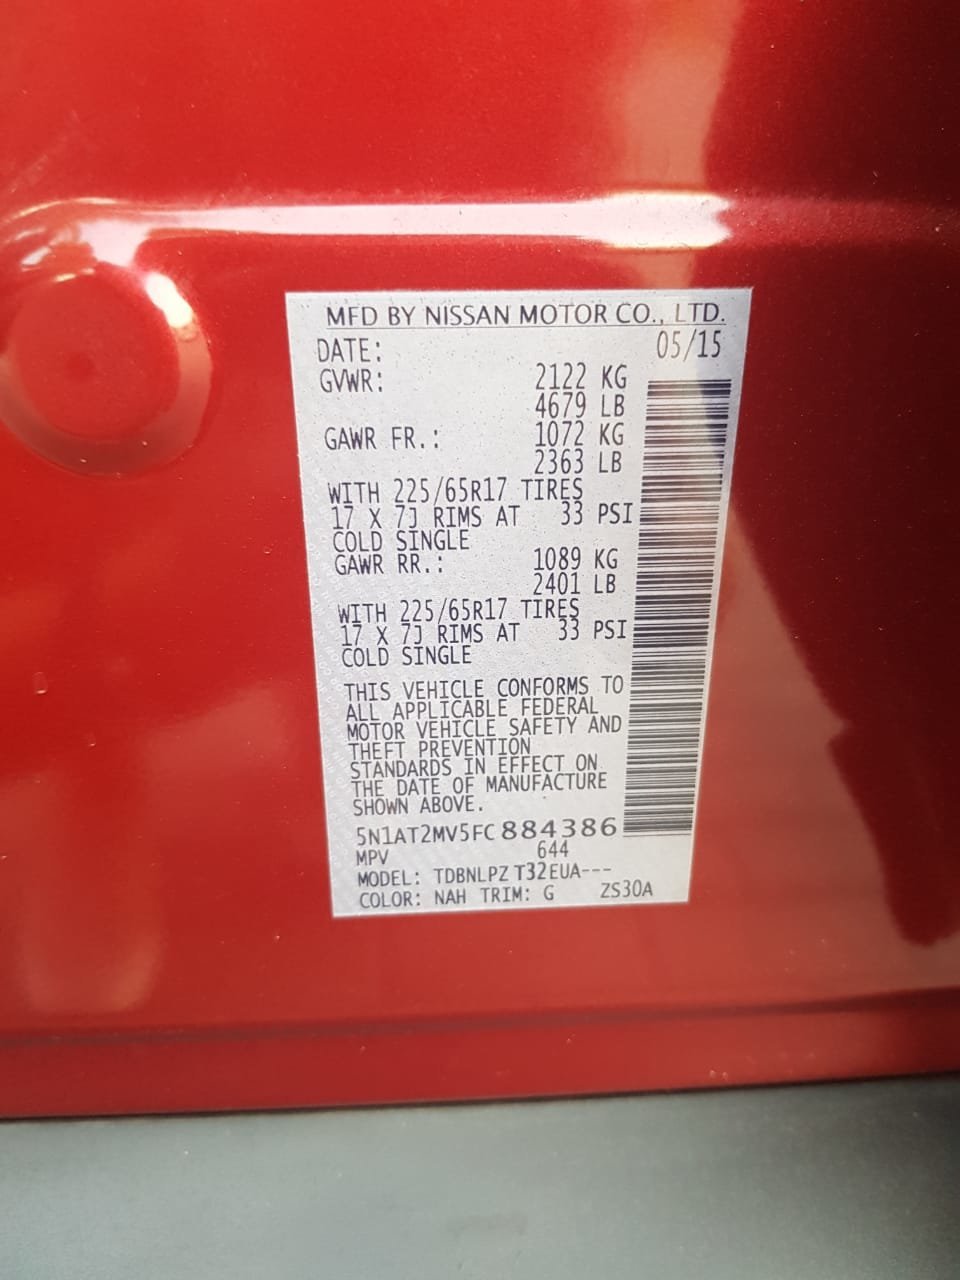 MFD BY NISSAN MOTOR CO., LTD.
DATE: 05/15
GVWR: 2122 KG
4679 LB
GAWR FR.: 1072 KG
2363 LB
WITH 225/65R17 TIRES
17 X 7J RIMS AT 33 PSI
COLD SINGLE
GAWR RR.: 1089 KG
2401 LB
WITH 225/65R17 TIRES
17 X 7J RIMS AT 33 PSI
COLD SINGLE
THIS VEHICLE CONFORMS TO
ALL APPLICABLE FEDERAL
MOTOR VEHICLE SAFETY AND
THEFT PREVENTION
STANDARDS IN EFFECT ON
THE DATE OF MANUFACTURE
SHOWN ABOVE.
5N1AT2MV5FC884386
MPV 644
MODEL: TDBNLPZ T32EUA---
COLOR: NAH TRIM: G ZS30A